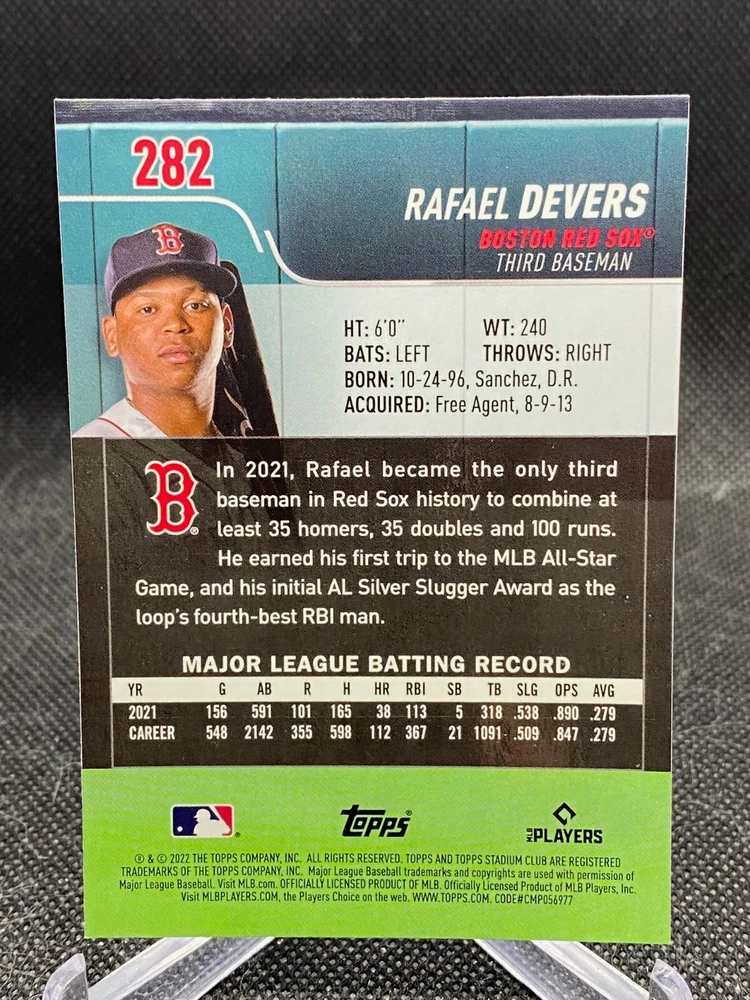 282
RAFAEL DEVERS
BOSTON RED SOX®
THIRD BASEMAN
B
HT: 6'0" WT: 240
BATS: LEFT THROWS: RIGHT
BORN: 10-24-96, Sanchez, D.R.
ACQUIRED: Free Agent, 8-9-13
B®
In 2021, Rafael became the only third
baseman in Red Sox history to combine at
least 35 homers, 35 doubles and 100 runs.
He earned his first trip to the MLB All-Star
Game, and his initial AL Silver Slugger Award as the
loop's fourth-best RBI man.
MAJOR LEAGUE BATTING RECORD
YR G AB R H HR RBI SB TB SLG OPS AVG
2021 156 591 101 165 38 113 5 318 .538 .890 .279
CAREER 548 2142 355 598 112 367 21 1091 .509 .847 .279
® Topps® MLB PLAYERS
® & © 2022 THE TOPPS COMPANY, INC. ALL RIGHTS RESERVED. TOPPS AND TOPPS STADIUM CLUB ARE REGISTERED
TRADEMARKS OF THE TOPPS COMPANY, INC. Major League Baseball trademarks and copyrights are used with permission of
Major League Baseball. Visit MLB.com. OFFICIALLY LICENSED PRODUCT OF MLB. Officially Licensed Product of MLB Players, Inc.
Visit MLBPLAYERS.COM, the Players Choice on the web. WWW.TOPPS.COM. CODE#CMP056977